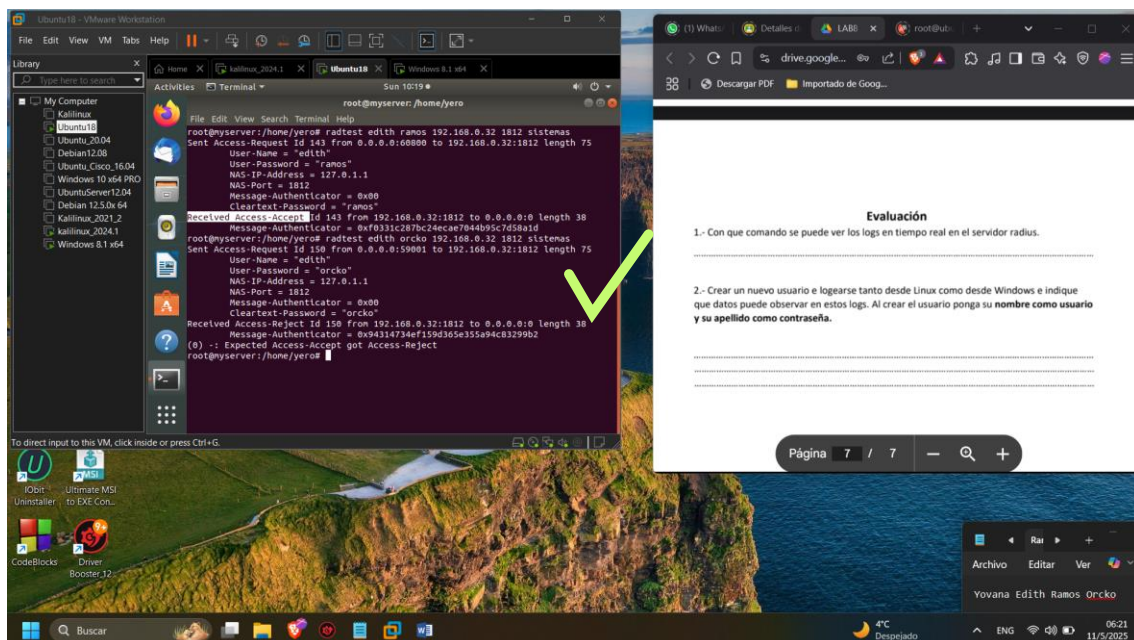 Ubuntu18 - VMware Workstation
File Edit View VM Tabs Help
Library X
Type here to search
My Computer
Kalilinux
Ubuntu18
Ubuntu_20.04
Debian12.08
Ubuntu_Cisco_16.04
Windows 10 x64 PRO
UbuntuServer12.04
Debian 12.5.0x 64
Kalilinux_2021_2
kalilinux_2024.1
Windows 8.1 x64
Home X kalilinux_2024.1 X Ubuntu18 X Windows 8.1 x64 X
Activities Terminal Sun 10:19
root@myserver: /home/yero
File Edit View Search Terminal Help
root@myserver:/home/yero# radtest edith ramos 192.168.0.32 1812 sistemas
Sent Access-Request Id 143 from 0.0.0.0:60800 to 192.168.0.32:1812 length 75
User-Name = "edith"
User-Password = "ramos"
NAS-IP-Address = 127.0.1.1
NAS-Port = 1812
Message-Authenticator = 0x00
Cleartext-Password = "ramos"
Received Access-Accept Id 143 from 192.168.0.32:1812 to 0.0.0.0:0 length 38
Message-Authenticator = 0xf0331c287bc24ecae7044b95c7d58a1d
root@myserver:/home/yero# radtest edith orcko 192.168.0.32 1812 sistemas
Sent Access-Request Id 150 from 0.0.0.0:59001 to 192.168.0.32:1812 length 75
User-Name = "edith"
User-Password = "orcko"
NAS-IP-Address = 127.0.1.1
NAS-Port = 1812
Message-Authenticator = 0x00
Cleartext-Password = "orcko"
Received Access-Reject Id 150 from 192.168.0.32:1812 to 0.0.0.0:0 length 38
Message-Authenticator = 0x94314734ef159d365e355a94c83299b2
(0) -: Expected Access-Accept got Access-Reject
root@myserver:/home/yero#
To direct input to this VM, click inside or press Ctrl+G.
(1) Whats Detalles d LAB8 X root@ubu
drive.google...
Descargar PDF Importado de Goog...
Evaluación
1.- Con que comando se puede ver los logs en tiempo real en el servidor radius.
2.- Crear un nuevo usuario e logearse tanto desde Linux como desde Windows e indique
que datos puede observar en estos logs. Al crear el usuario ponga su nombre como usuario
y su apellido como contraseña.
Página 7 / 7
IObit Uninstaller
MSI
Ultimate MSI to EXE Con...
CodeBlocks
Driver Booster 12
Rai
Archivo Editar Ver
Yovana Edith Ramos Orcko
Buscar
4°C
Despejado
ENG
06:21
11/5/2025